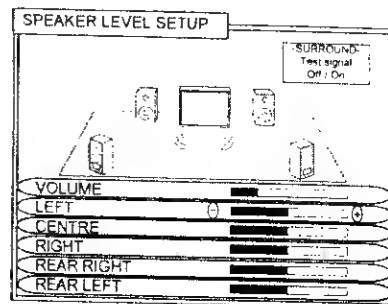 SPEAKER LEVEL SETUP
-SURROUND-
Test signal
Off / On
VOLUME
LEFT
CENTRE
RIGHT
REAR RIGHT
REAR LEFT